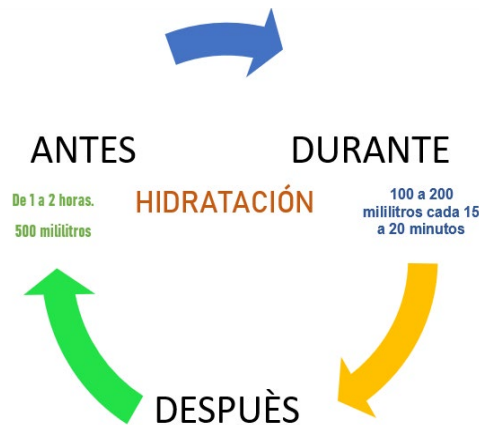 ANTES
De 1 a 2 horas.
500 mililitros
HIDRATACIÓN
DURANTE
100 a 200
mililitros cada 15
a 20 minutos
DESPUÈS